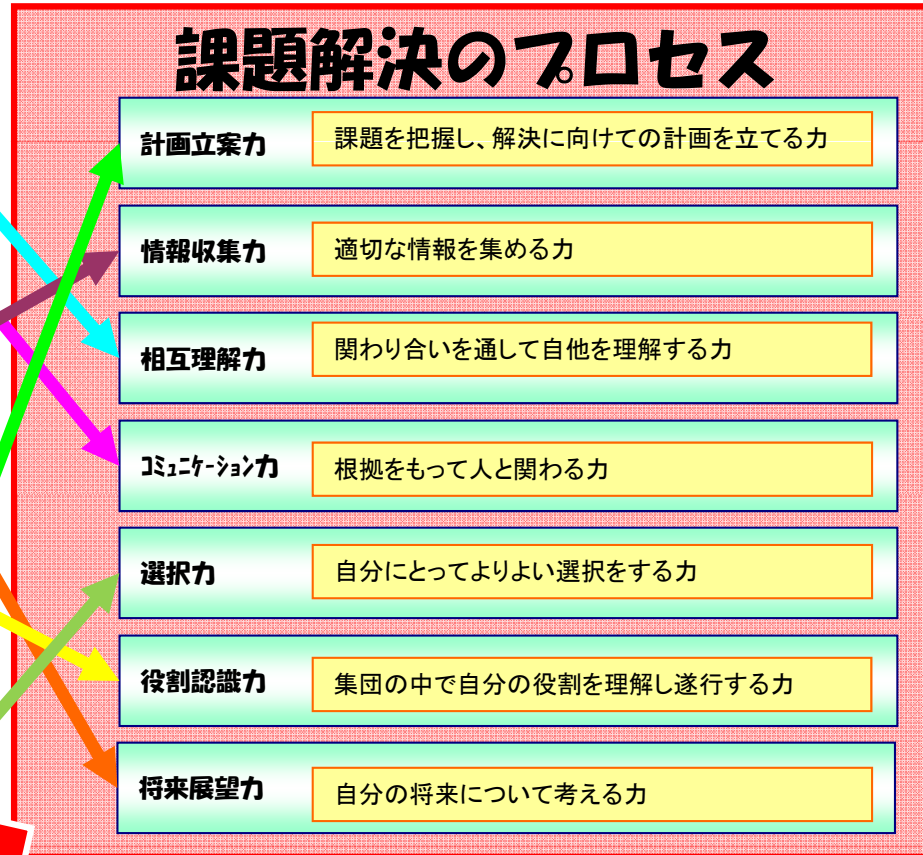 課題解決のプロセス
計画立案力
課題を把握し、解決に向けての計画を立てる力
情報収集力
適切な情報を集める力
相互理解力
関わり合いを通して自他を理解する力
ｺﾐｭﾆｹｰｼｮﾝ力
根拠をもって人と関わる力
選択力
自分にとってよりよい選択をする力
役割認識力
集団の中で自分の役割を理解し遂行する力
将来展望力
自分の将来について考える力